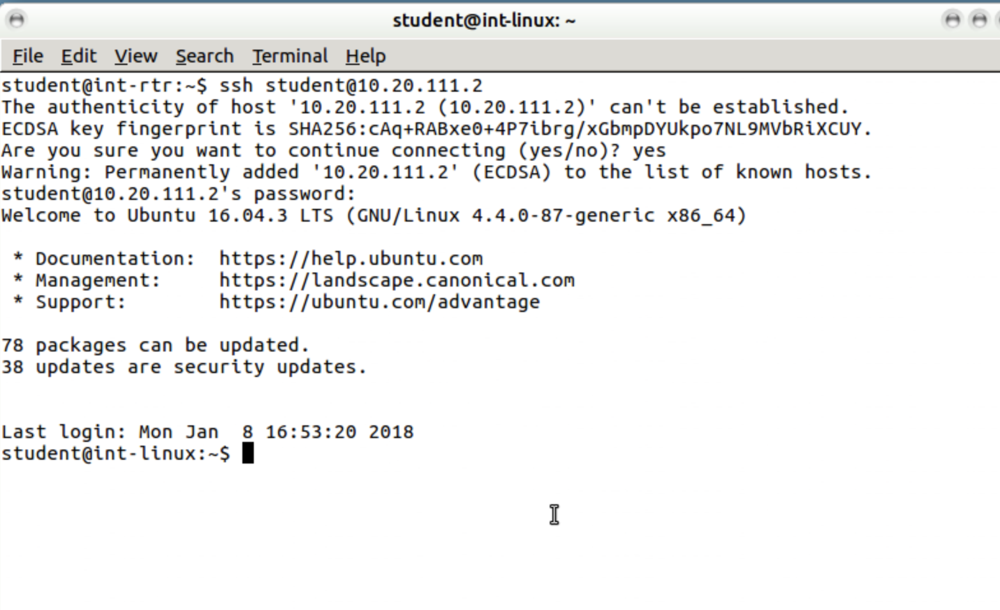 student@int-linux: ~
File Edit View Search Terminal Help
student@int-rtr:~$ ssh student@10.20.111.2
The authenticity of host '10.20.111.2 (10.20.111.2)' can't be established.
ECDSA key fingerprint is SHA256:cAq+RABxe0+4P7ibrg/xGbmpDYUkpo7NL9MVbRiXCUY.
Are you sure you want to continue connecting (yes/no)? yes
Warning: Permanently added '10.20.111.2' (ECDSA) to the list of known hosts.
student@10.20.111.2's password:
Welcome to Ubuntu 16.04.3 LTS (GNU/Linux 4.4.0-87-generic x86_64)
 * Documentation:  https://help.ubuntu.com
 * Management:     https://landscape.canonical.com
 * Support:        https://ubuntu.com/advantage
78 packages can be updated.
38 updates are security updates.
Last login: Mon Jan  8 16:53:20 2018
student@int-linux:~$